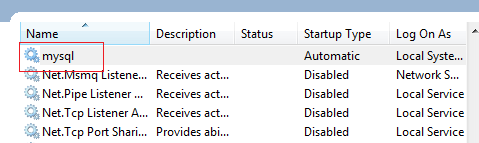 Name Description Status Startup Type Log On As
mysql Automatic Local Syste...
Net.Msmq Listene... Receives act... Disabled Network S...
Net.Pipe Listener ... Receives act... Disabled Local Service
Net.Tcp Listener A... Receives act... Disabled Local Service
Net.Tcp Port Shari... Provides abi... Disabled Local Service